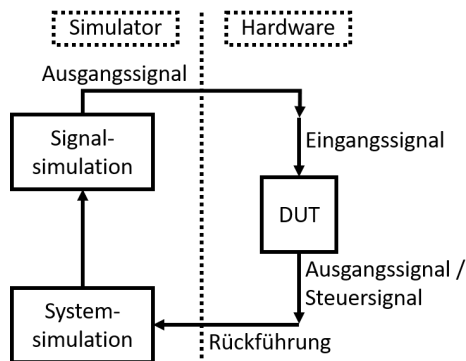 Simulator
Hardware
Ausgangssignal
Signal-
simulation
Eingangssignal
DUT
Ausgangssignal /
Steuersignal
System-
simulation
Rückführung